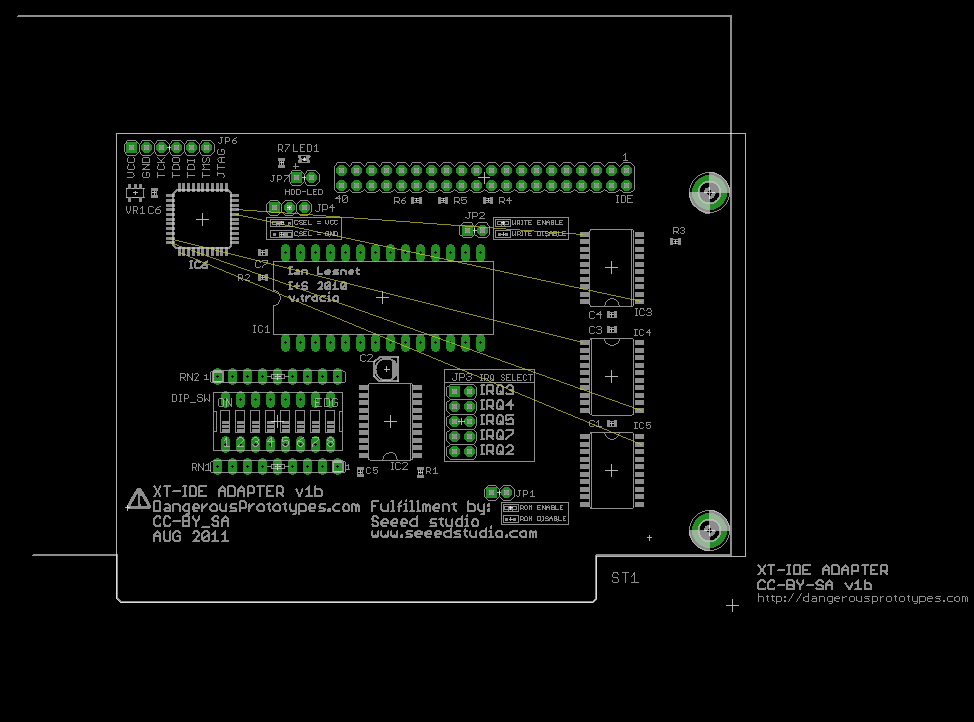 JP6
VCC
GND
TCK
TDO
TDI
TMS
JTAG
R7 LED1
JP7
HDD-LED
1
40
IDE
R6
R5
R4
VR1 C6
JP4
CSEL = VCC
CSEL = GND
JP2
WRITE ENABLE
WRITE DISABLE
R3
C7
R2
Ian Lesnet
I+S 2010
v.tracio
IC1
C4
IC3
C3
IC4
C2
RN2 1
JP3 IRQ SELECT
IRQ3
IRQ4
IRQ5
IRQ7
IRQ2
DIP_SW
ON
EDG
1 2 3 4 5 6 7 8
C1
IC5
RN1
1
C5
IC2
R1
JP1
ROM ENABLE
ROM DISABLE
XT-IDE ADAPTER v1b
DangerousPrototypes.com
CC-BY_SA
AUG 2011
Fulfillment by:
Seeed studio
www.seeedstudio.com
ST1
XT-IDE ADAPTER
CC-BY-SA v1b
http://dangerousprototypes.com